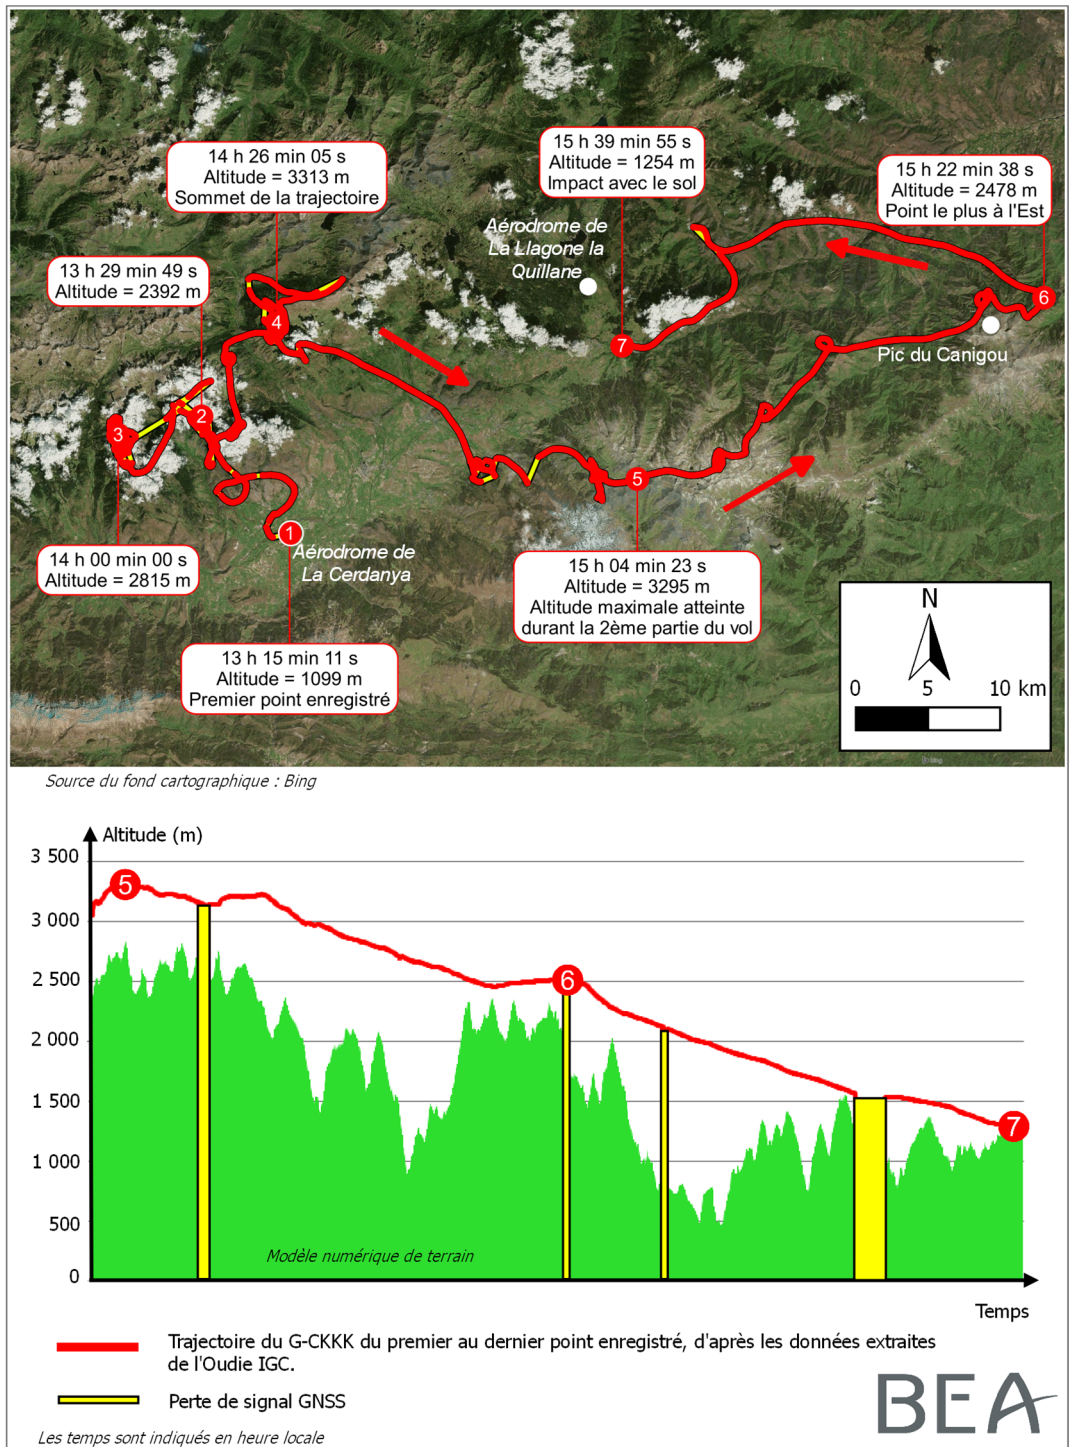 14 h 26 min 05 s
Altitude = 3313 m
Sommet de la trajectoire
15 h 39 min 55 s
Altitude = 1254 m
Impact avec le sol
15 h 22 min 38 s
Altitude = 2478 m
Point le plus à l'Est
Aérodrome de
La Llagone la
Quillane
13 h 29 min 49 s
Altitude = 2392 m
4
7
6
Pic du Canigou
2
3
5
1
Aérodrome de
La Cerdanya
14 h 00 min 00 s
Altitude = 2815 m
15 h 04 min 23 s
Altitude = 3295 m
Altitude maximale atteinte
durant la 2ème partie du vol
13 h 15 min 11 s
Altitude = 1099 m
Premier point enregistré
N
0 5 10 km
bing
Source du fond cartographique : Bing
Altitude (m)
3 500
3 000
2 500
2 000
1 500
1 000
500
0
5
6
7
Modèle numérique de terrain
Temps
Trajectoire du G-CKKK du premier au dernier point enregistré, d'après les données extraites
de l'Oudie IGC.
Perte de signal GNSS
BEA
Les temps sont indiqués en heure locale